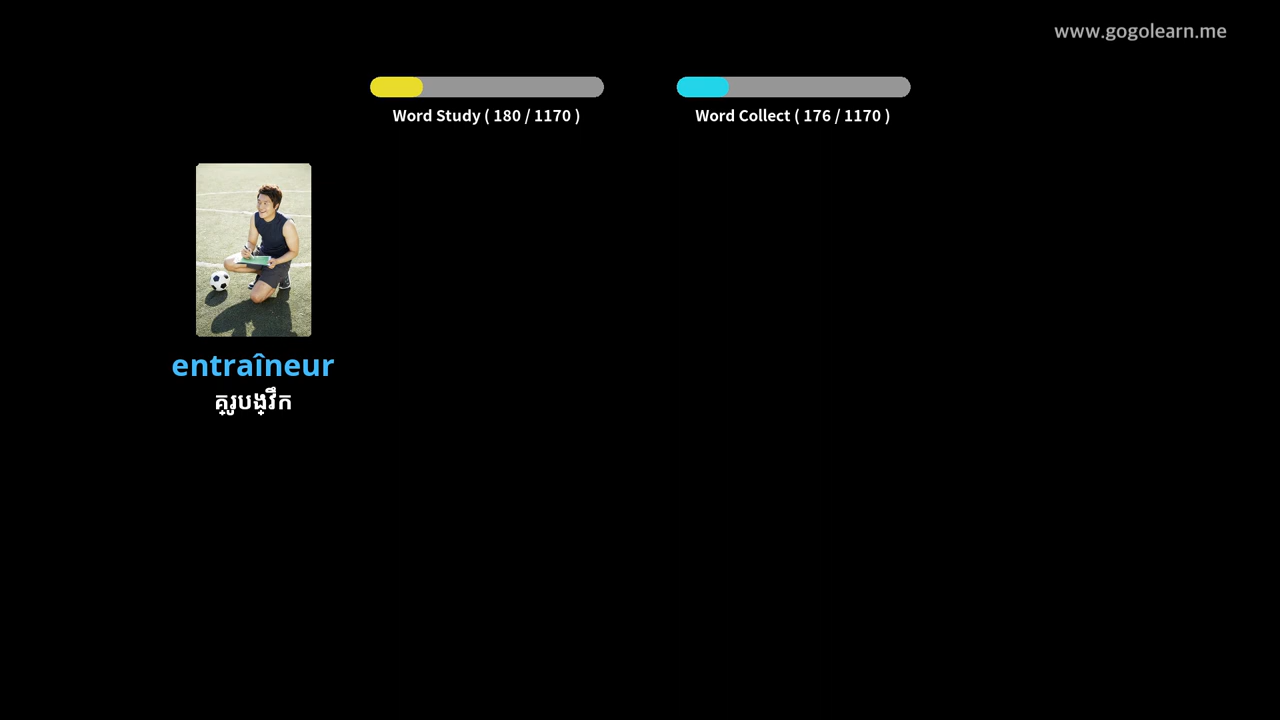 www.gogolearn.me
Word Study ( 180 / 1170 )
Word Collect ( 176 / 1170 )
entraîneur
គ្រូបង្វឹក